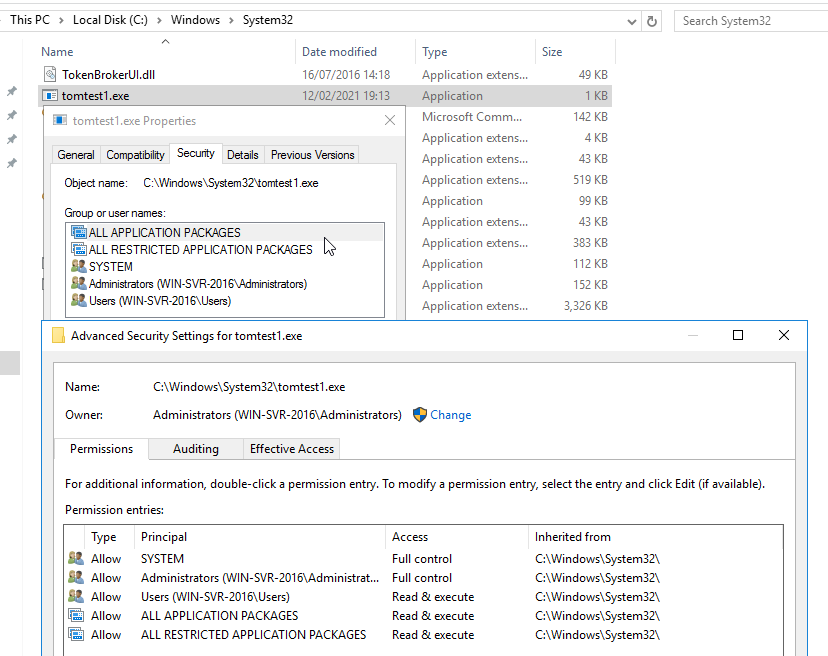 This PC > Local Disk (C:) > Windows > System32
Search System32
Name Date modified Type Size
TokenBrokerUI.dll 16/07/2016 14:18 Application extens... 49 KB
tomtest1.exe 12/02/2021 19:13 Application 1 KB
Microsoft Comm... 142 KB
Application extens... 4 KB
Application extens... 43 KB
Application extens... 519 KB
Application 99 KB
Application extens... 43 KB
Application extens... 383 KB
Application 112 KB
Application 152 KB
Application extens... 3,326 KB
tomtest1.exe Properties
General Compatibility Security Details Previous Versions
Object name: C:\Windows\System32\tomtest1.exe
Group or user names:
ALL APPLICATION PACKAGES
ALL RESTRICTED APPLICATION PACKAGES
SYSTEM
Administrators (WIN-SVR-2016\Administrators)
Users (WIN-SVR-2016\Users)
Advanced Security Settings for tomtest1.exe
Name: C:\Windows\System32\tomtest1.exe
Owner: Administrators (WIN-SVR-2016\Administrators) Change
Permissions Auditing Effective Access
For additional information, double-click a permission entry. To modify a permission entry, select the entry and click Edit (if available).
Permission entries:
Type Principal Access Inherited from
Allow SYSTEM Full control C:\Windows\System32\
Allow Administrators (WIN-SVR-2016\Administrat... Full control C:\Windows\System32\
Allow Users (WIN-SVR-2016\Users) Read & execute C:\Windows\System32\
Allow ALL APPLICATION PACKAGES Read & execute C:\Windows\System32\
Allow ALL RESTRICTED APPLICATION PACKAGES Read & execute C:\Windows\System32\